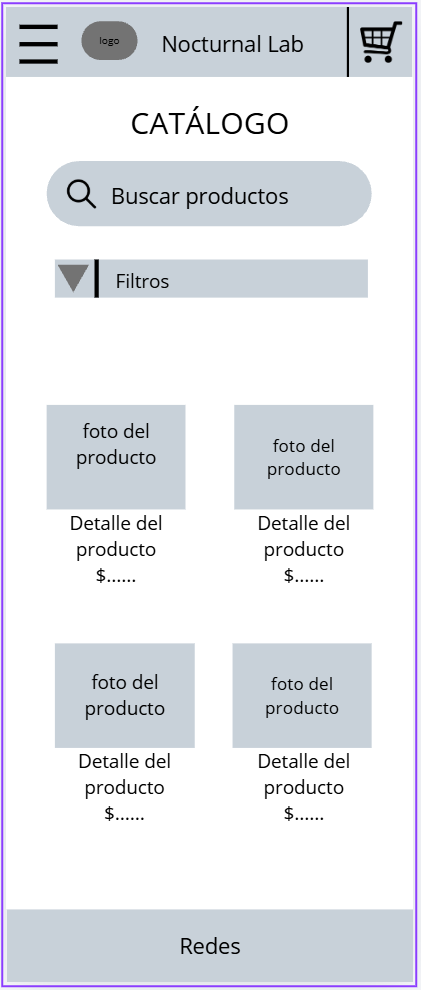 logo
Nocturnal Lab
CATÁLOGO
Buscar productos
Filtros
foto del
producto
Detalle del
producto
$......
foto del
producto
Detalle del
producto
$......
foto del
producto
Detalle del
producto
$......
foto del
producto
Detalle del
producto
$......
Redes